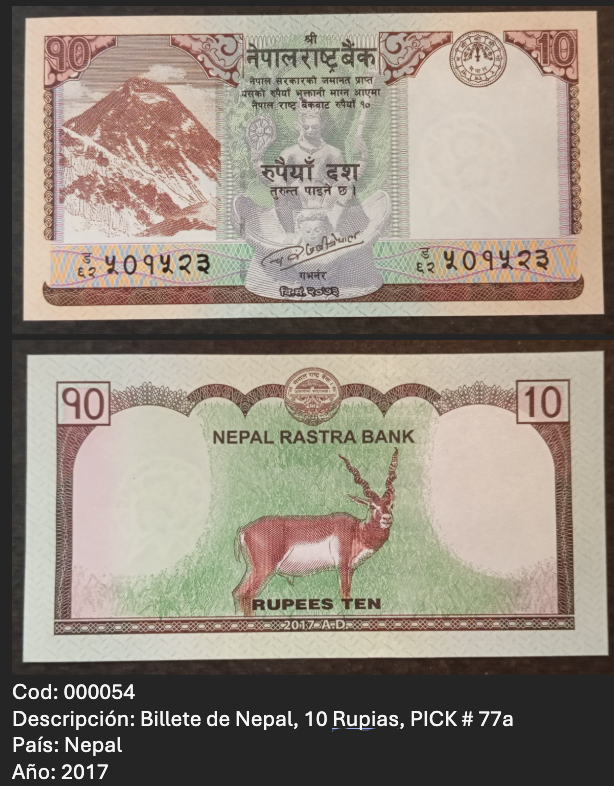 १० श्री 10
नेपाल राष्ट्र बैंक
नेपाल सरकारको जमानत प्राप्त
यसको रुपैयाँ भुक्तानी मागन आएमा
नेपाल राष्ट्र बैंकबाट रुपैयाँ १०
रुपैयाँ दश
तुरुन्त पाइने छ।
ड/६२ ५०१५२३
ड/६२ ५०१५२३
गभर्नर
वि.सं. २०७३
१० 10
NEPAL RASTRA BANK
RUPEES TEN
2017 A.D.
Cod: 000054
Descripción: Billete de Nepal, 10 Rupias, PICK # 77a
País: Nepal
Año: 2017